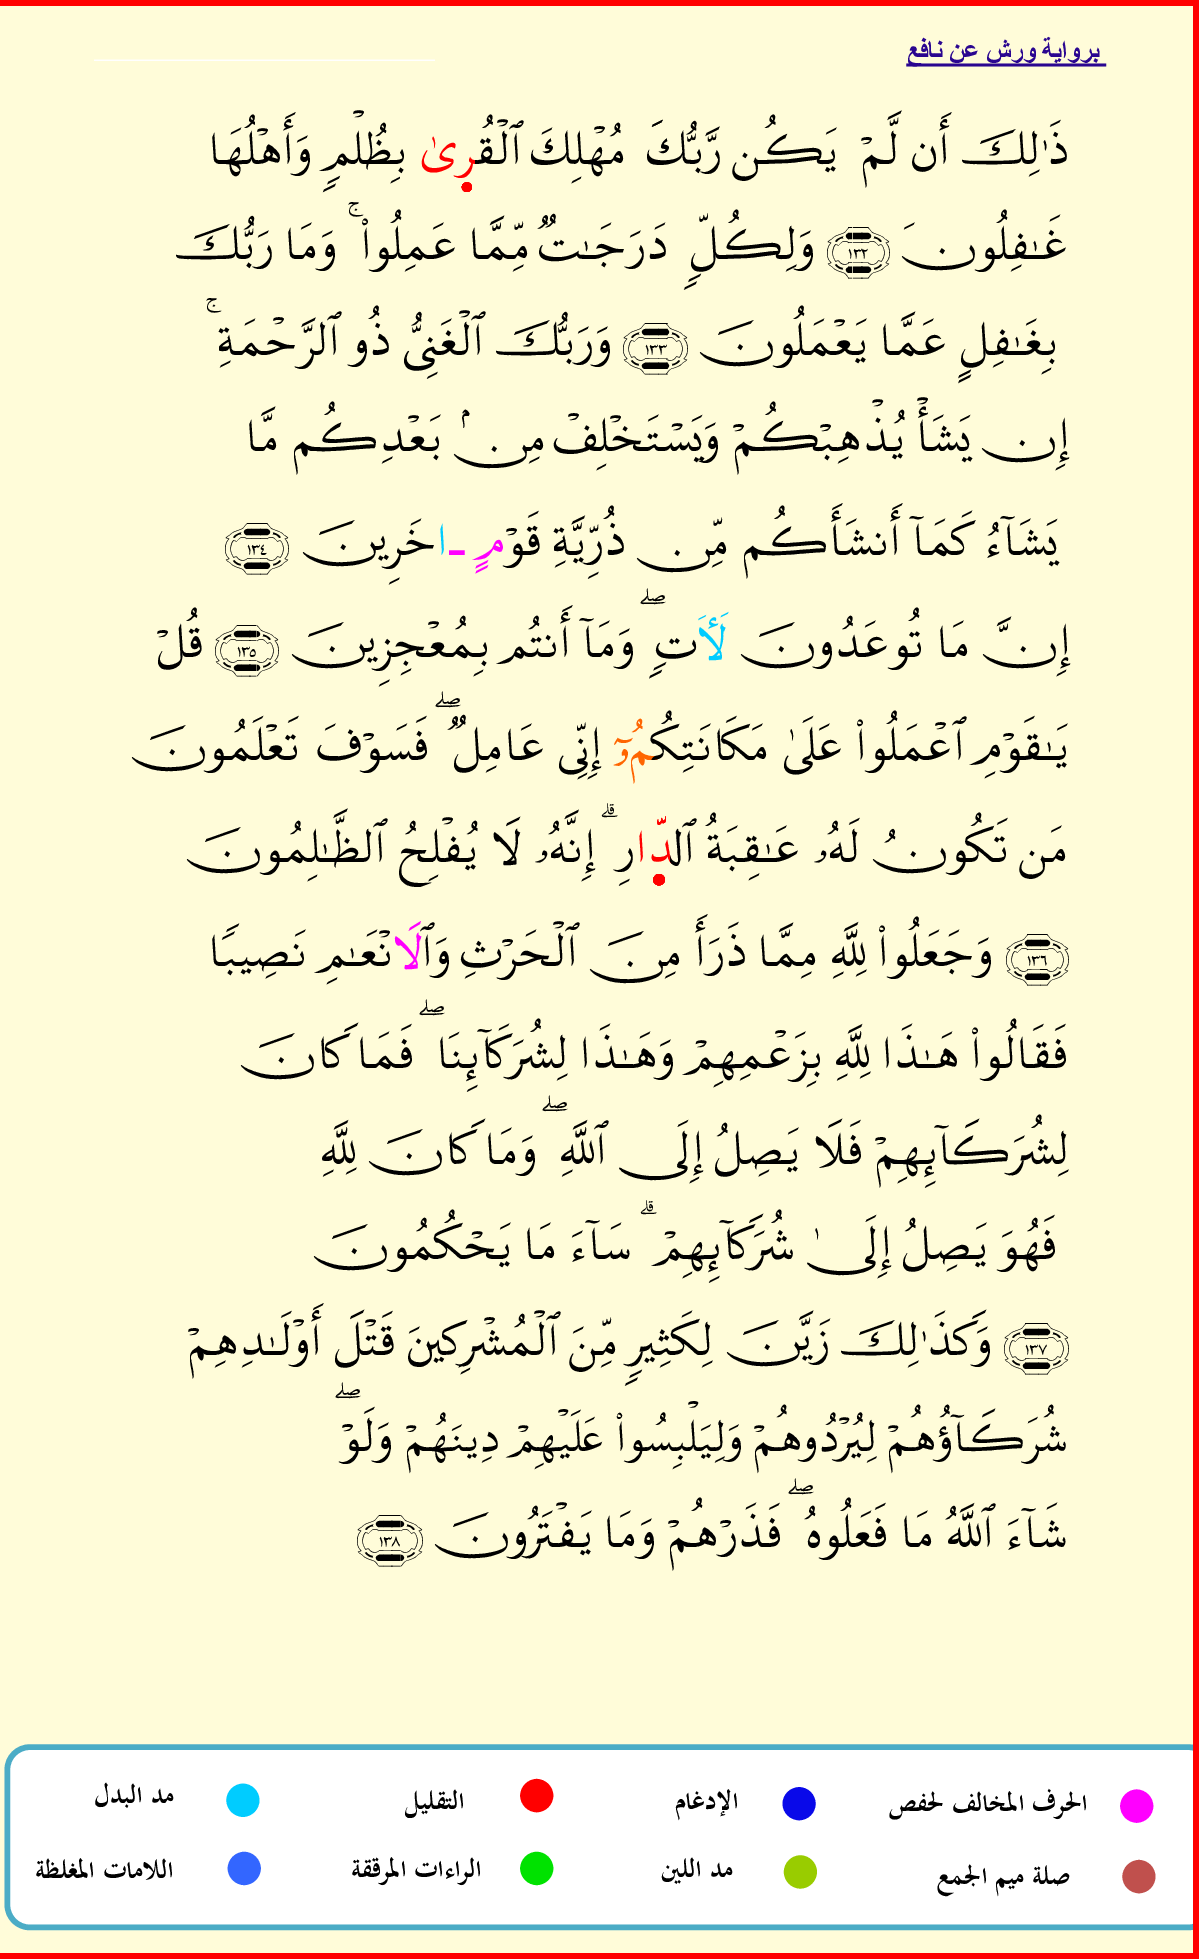 برواية ورش عن نافع
ذَٰلِكَ أَن لَّمْ يَكُن رَّبُّكَ مُهْلِكَ ٱلْقُرِىٰ بِظُلْمٍ وَأَهْلُهَا
غَٰفِلُونَ ١٣٢ وَلِكُلٍّ دَرَجَٰتٌ مِّمَّا عَمِلُواْ ۚ وَمَا رَبُّكَ
بِغَٰفِلٍ عَمَّا يَعْمَلُونَ ١٣٣ وَرَبُّكَ ٱلْغَنِىُّ ذُو ٱلرَّحْمَةِ ۚ
إِن يَشَأْ يُذْهِبْكُمْ وَيَسْتَخْلِفْ مِنۢ بَعْدِكُم مَّا
يَشَآءُ كَمَآ أَنشَأَكُم مِّن ذُرِّيَّةِ قَوْمٍ ـاخَرِينَ ١٣٤
إِنَّ مَا تُوعَدُونَ لَأَتٍ ۖ وَمَآ أَنتُم بِمُعْجِزِينَ ١٣٥ قُلْ
يَٰقَوْمِ ٱعْمَلُواْ عَلَىٰ مَكَانَتِكُمُۥٓ إِنِّى عَامِلٌ ۖ فَسَوْفَ تَعْلَمُونَ
مَن تَكُونُ لَهُۥ عَٰقِبَةُ ٱلدِّارِ ۗ إِنَّهُۥ لَا يُفْلِحُ ٱلظَّٰلِمُونَ
١٣٦ وَجَعَلُواْ لِلَّهِ مِمَّا ذَرَأَ مِنَ ٱلْحَرْثِ وَٱلَانْعَٰمِ نَصِيبًا
فَقَالُواْ هَٰذَا لِلَّهِ بِزَعْمِهِمْ وَهَٰذَا لِشُرَكَآئِنَا ۖ فَمَا كَانَ
لِشُرَكَآئِهِمْ فَلَا يَصِلُ إِلَى ٱللَّهِ ۖ وَمَا كَانَ لِلَّهِ
فَهُوَ يَصِلُ إِلَىٰ شُرَكَآئِهِمْ ۗ سَآءَ مَا يَحْكُمُونَ
١٣٧ وَكَذَٰلِكَ زَيَّنَ لِكَثِيرٍ مِّنَ ٱلْمُشْرِكِينَ قَتْلَ أَوْلَٰدِهِمْ
شُرَكَآؤُهُمْ لِيُرْدُوهُمْ وَلِيَلْبِسُواْ عَلَيْهِمْ دِينَهُمْ ۖ وَلَوْ
شَآءَ ٱللَّهُ مَا فَعَلُوهُ ۖ فَذَرْهُمْ وَمَا يَفْتَرُونَ ١٣٨
الحرف المخالف لحفص الإدغام التقليل مد البدل
صلة ميم الجمع مد اللين الراءات المرققة اللامات المغلظة